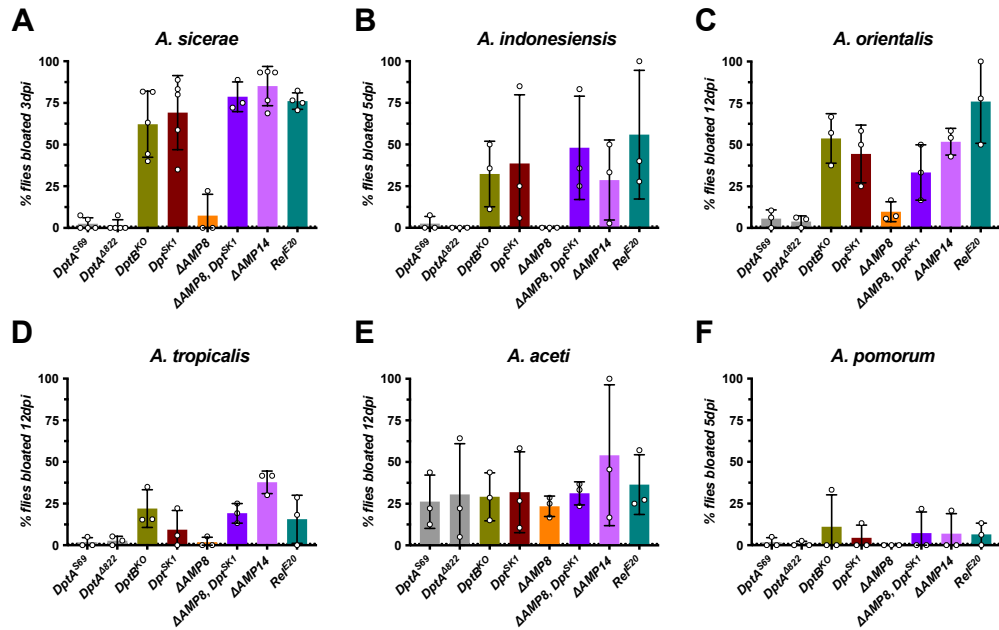 A
A. sicerae
% flies bloated 3dpi
100
75
50
25
0
DptA^S69
DptA^Δ822
DptB^KO
Dpt^SK1
ΔAMP8
ΔAMP8, Dpt^SK1
ΔAMP14
Rel^E20
B
A. indonesiensis
% flies bloated 5dpi
100
75
50
25
0
DptA^S69
DptA^Δ822
DptB^KO
Dpt^SK1
ΔAMP8
ΔAMP8, Dpt^SK1
ΔAMP14
Rel^E20
C
A. orientalis
% flies bloated 12dpi
100
75
50
25
0
DptA^S69
DptA^Δ822
DptB^KO
Dpt^SK1
ΔAMP8
ΔAMP8, Dpt^SK1
ΔAMP14
Rel^E20
D
A. tropicalis
% flies bloated 12dpi
100
75
50
25
0
DptA^S69
DptA^Δ822
DptB^KO
Dpt^SK1
ΔAMP8
ΔAMP8, Dpt^SK1
ΔAMP14
Rel^E20
E
A. aceti
% flies bloated 12dpi
100
75
50
25
0
DptA^S69
DptA^Δ822
DptB^KO
Dpt^SK1
ΔAMP8
ΔAMP8, Dpt^SK1
ΔAMP14
Rel^E20
F
A. pomorum
% flies bloated 5dpi
100
75
50
25
0
DptA^S69
DptA^Δ822
DptB^KO
Dpt^SK1
ΔAMP8
ΔAMP8, Dpt^SK1
ΔAMP14
Rel^E20